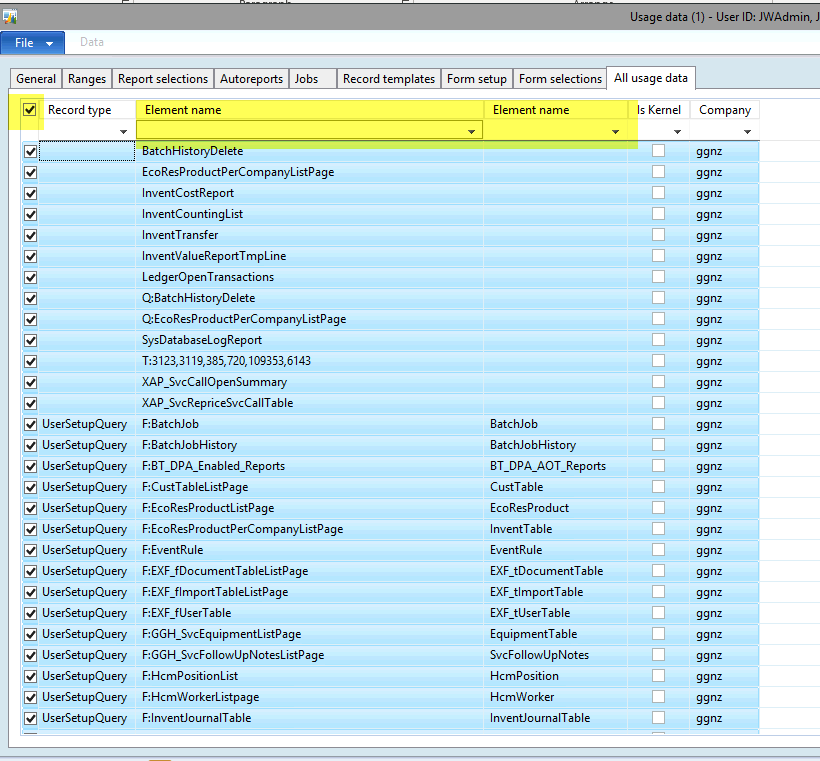 Usage data (1) - User ID: JWAdmin, J
File Data
General Ranges Report selections Autoreports Jobs Record templates Form setup Form selections All usage data
Record type Element name Element name Is Kernel Company
BatchHistoryDelete ggnz
EcoResProductPerCompanyListPage ggnz
InventCostReport ggnz
InventCountingList ggnz
InventTransfer ggnz
InventValueReportTmpLine ggnz
LedgerOpenTransactions ggnz
Q:BatchHistoryDelete ggnz
Q:EcoResProductPerCompanyListPage ggnz
SysDatabaseLogReport ggnz
T:3123,3119,385,720,109353,6143 ggnz
XAP_SvcCallOpenSummary ggnz
XAP_SvcRepriceSvcCallTable ggnz
UserSetupQuery F:BatchJob BatchJob ggnz
UserSetupQuery F:BatchJobHistory BatchJobHistory ggnz
UserSetupQuery F:BT_DPA_Enabled_Reports BT_DPA_AOT_Reports ggnz
UserSetupQuery F:CustTableListPage CustTable ggnz
UserSetupQuery F:EcoResProductListPage EcoResProduct ggnz
UserSetupQuery F:EcoResProductPerCompanyListPage InventTable ggnz
UserSetupQuery F:EventRule EventRule ggnz
UserSetupQuery F:EXF_fDocumentTableListPage EXF_tDocumentTable ggnz
UserSetupQuery F:EXF_fImportTableListPage EXF_tImportTable ggnz
UserSetupQuery F:EXF_fUserTable EXF_tUserTable ggnz
UserSetupQuery F:GGH_SvcEquipmentListPage EquipmentTable ggnz
UserSetupQuery F:GGH_SvcFollowUpNotesListPage SvcFollowUpNotes ggnz
UserSetupQuery F:HcmPositionList HcmPosition ggnz
UserSetupQuery F:HcmWorkerListpage HcmWorker ggnz
UserSetupQuery F:InventJournalTable InventJournalTable ggnz